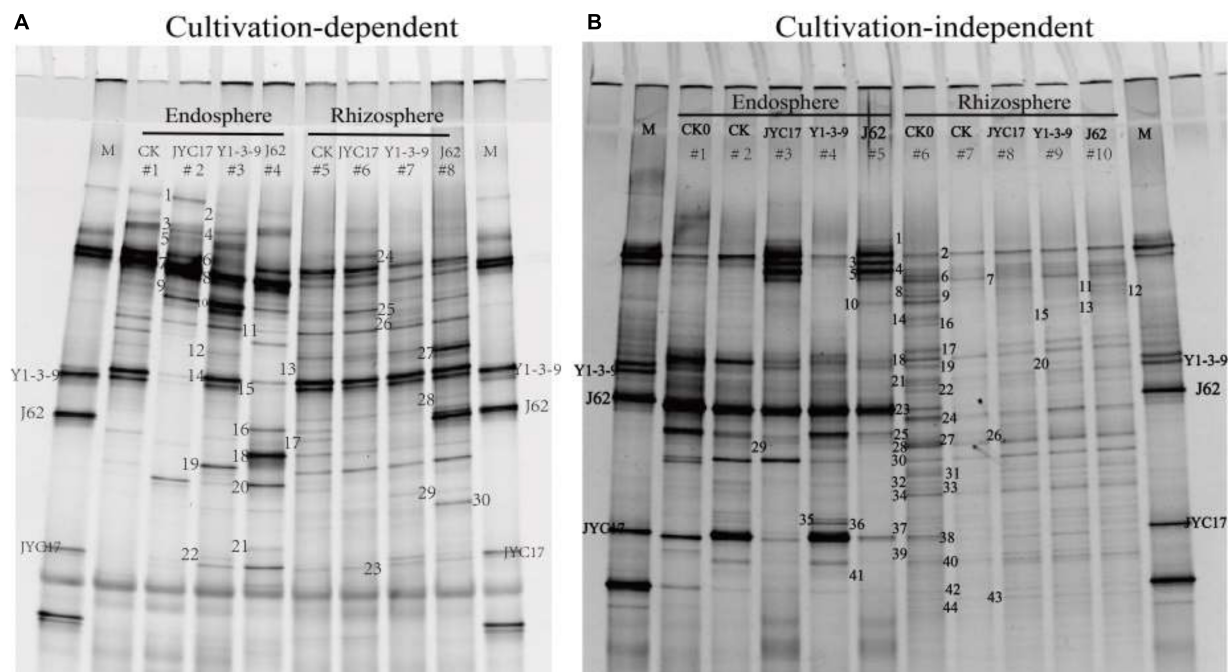 A
Cultivation-dependent
Endosphere Rhizosphere
M CK JYC17 Y1-3-9 J62 CK JYC17 Y1-3-9 J62 M
#1 #2 #3 #4 #5 #6 #7 #8
1
2
3
4
5
24
6
7
8
9
10
25
26
11
27
12
13
Y1-3-9 14 Y1-3-9
15
28
J62 J62
16
17
18
19
20
29 30
JYC17 21 JYC17
22
23
B
Cultivation-independent
Endosphere Rhizosphere
M CK0 CK JYC17 Y1-3-9 J62 CK0 CK JYC17 Y1-3-9 J62 M
#1 #2 #3 #4 #5 #6 #7 #8 #9 #10
1
2
3 4
5 6 7
8 9 11 12
10 13
14 15
16
17
Y1-3-9 18 19 20 Y1-3-9
21
22 J62
J62 23
24
25 26
29 28 27
30
31
32 33
34
35 36 JYC17
JYC17 37
38
39
40
41
42
43
44